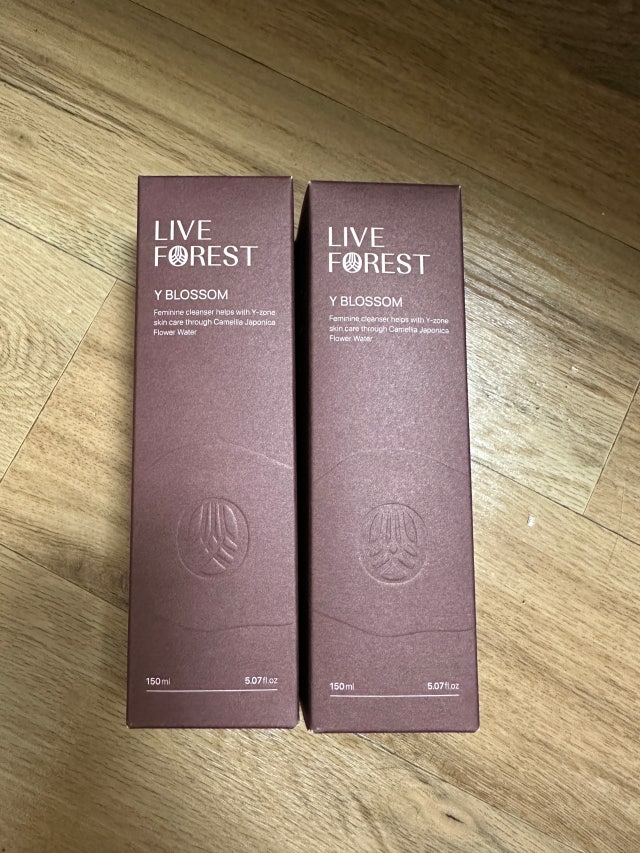 LIVE
FOREST
Y BLOSSOM
Feminine cleanser helps with Y-zone
skin care through Camellia Japonica
Flower Water
150ml 5.07fl.oz
LIVE
FOREST
Y BLOSSOM
Feminine cleanser helps with Y-zone
skin care through Camellia Japonica
Flower Water
150ml 5.07fl.oz